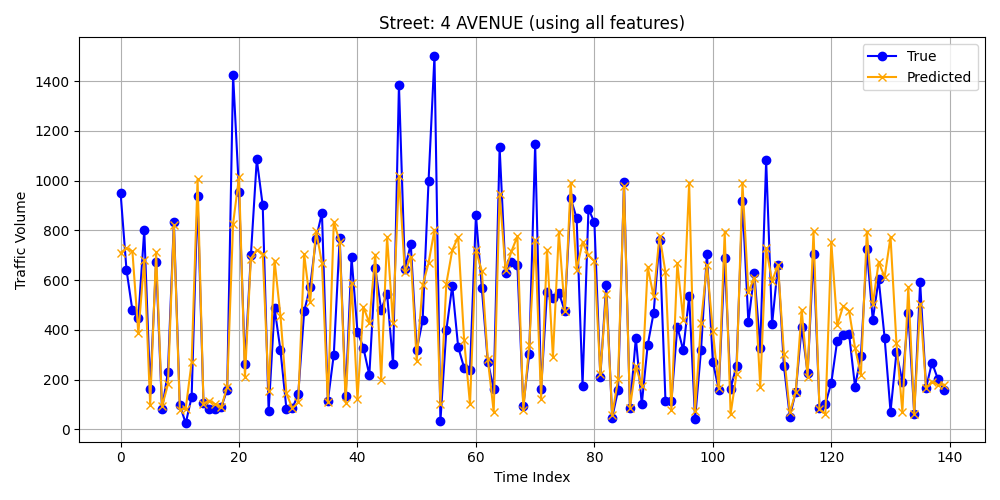 Street: 4 AVENUE (using all features)
True
Predicted
Traffic Volume
1400
1200
1000
800
600
400
200
0
0 20 40 60 80 100 120 140
Time Index